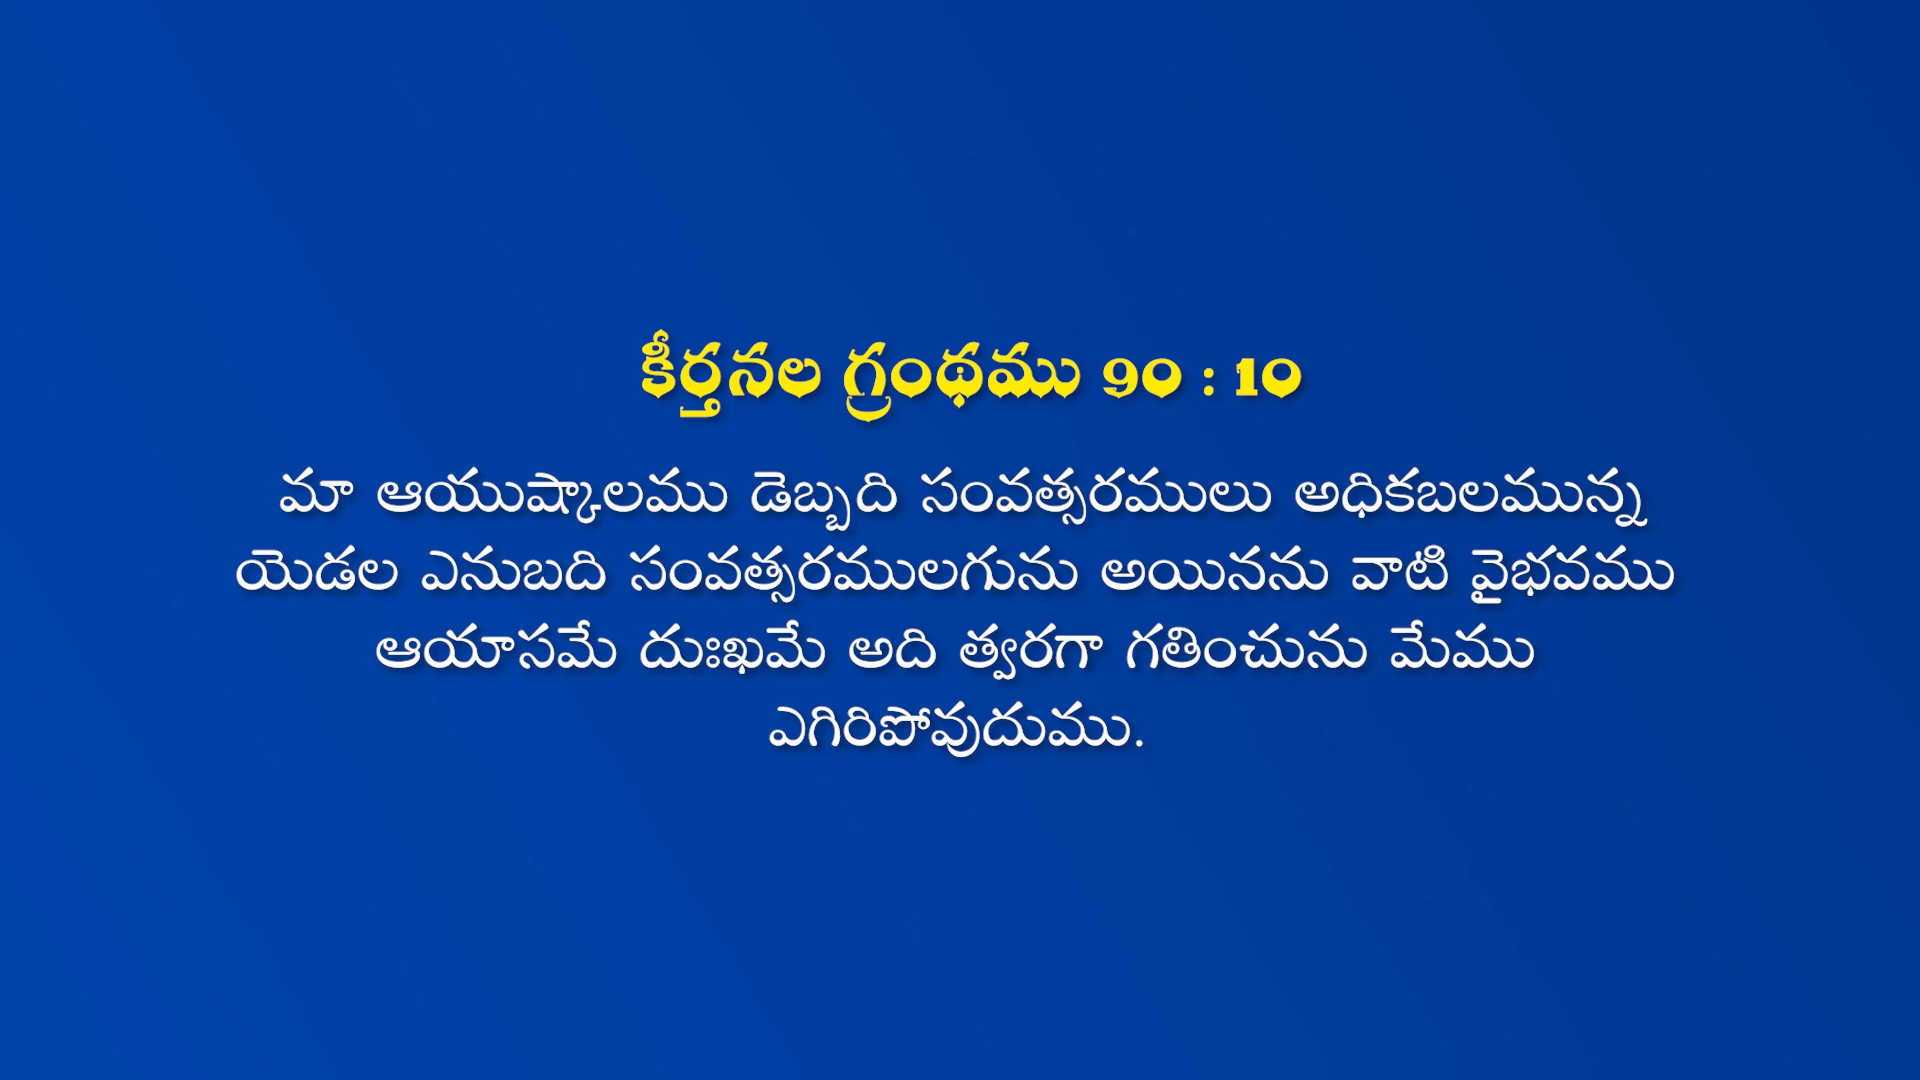 కీర్తనల గ్రంథము 90 : 10
మా ఆయుష్కాలము డెబ్బది సంవత్సరములు అధికబలమున్న
యెడల ఎనుబది సంవత్సరములగును అయినను వాటి వైభవము
ఆయాసమే దుఃఖమే అది త్వరగా గతించును మేము
ఎగిరిపోవుదుము.